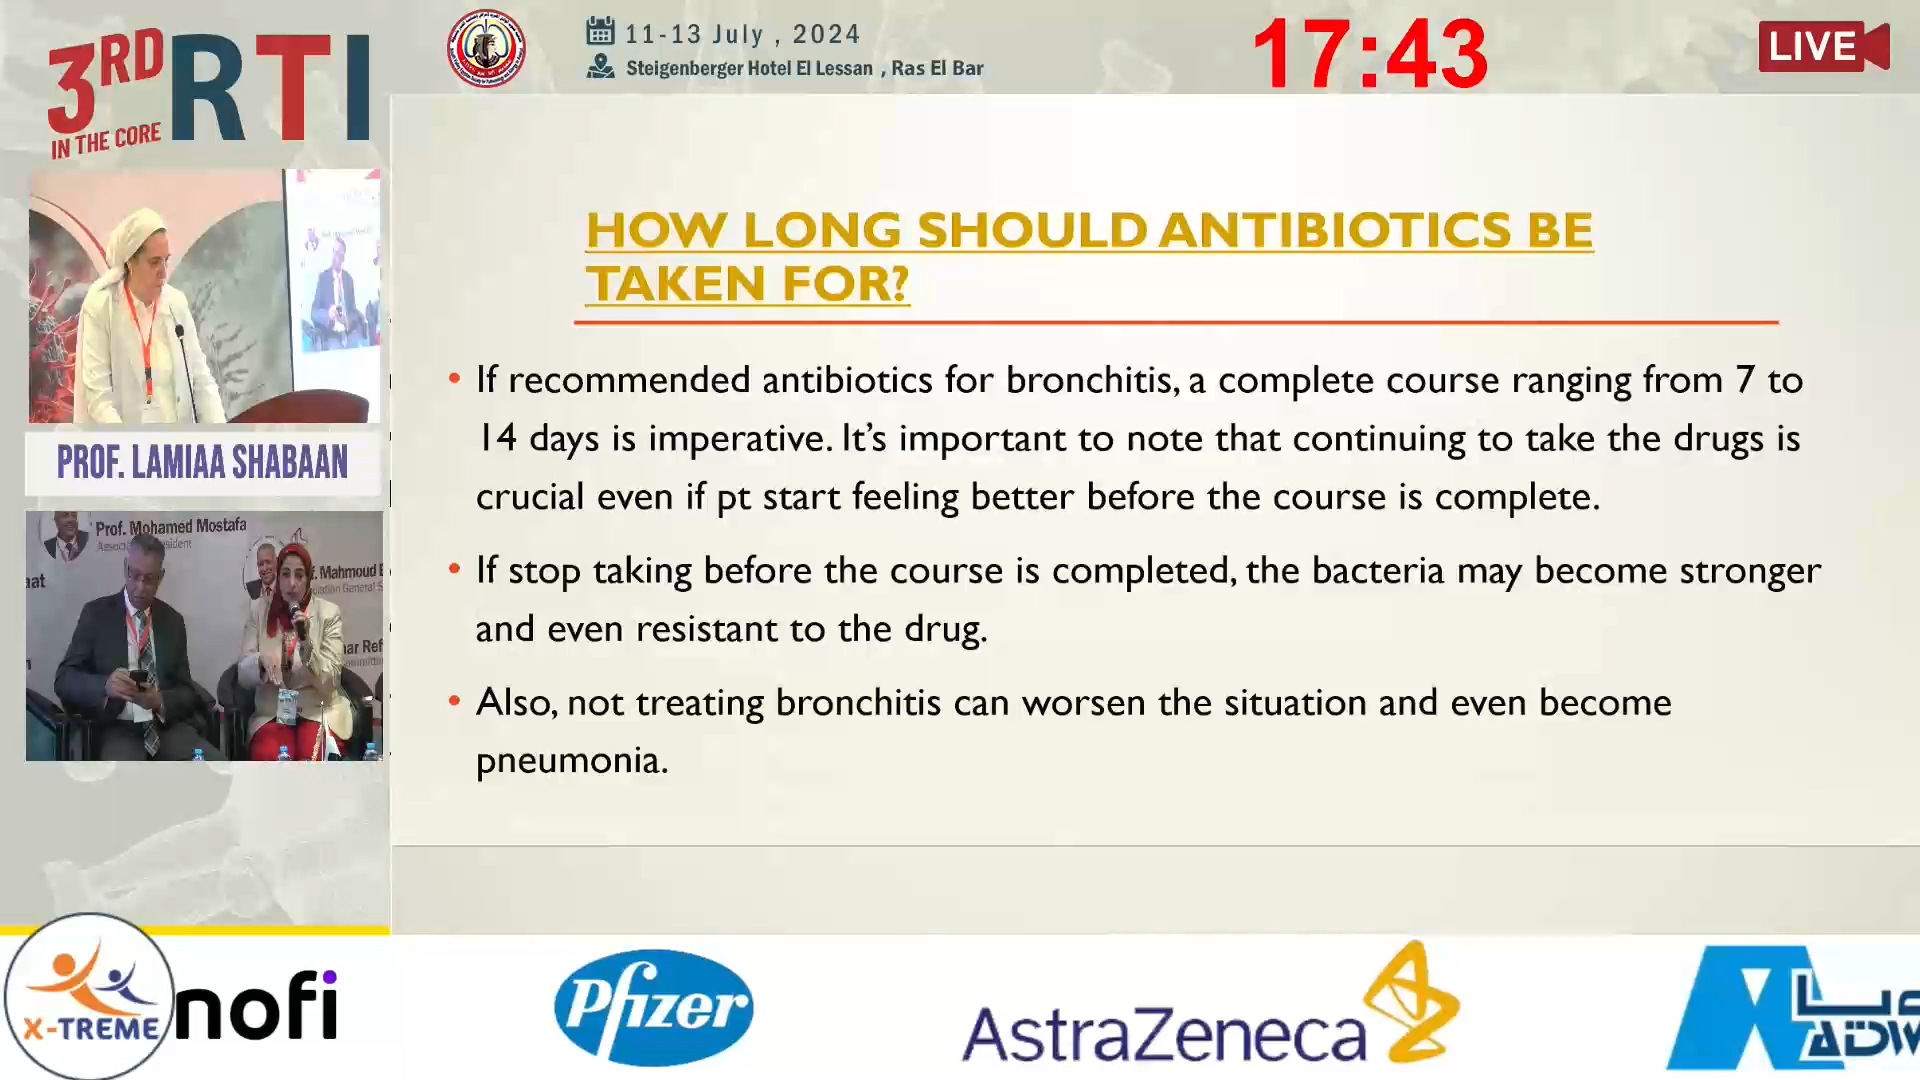 3RD RTI
IN THE CORE
11-13 July , 2024
Steigenberger Hotel El Lessan , Ras El Bar
17:43
LIVE
PROF. LAMIAA SHABAAN
Prof. Mohamed Mostafa
f. Mahmoud
HOW LONG SHOULD ANTIBIOTICS BE
TAKEN FOR?
• If recommended antibiotics for bronchitis, a complete course ranging from 7 to
14 days is imperative. It’s important to note that continuing to take the drugs is
crucial even if pt start feeling better before the course is complete.
• If stop taking before the course is completed, the bacteria may become stronger
and even resistant to the drug.
• Also, not treating bronchitis can worsen the situation and even become
pneumonia.
X-TREME
nofi
Pfizer
AstraZeneca